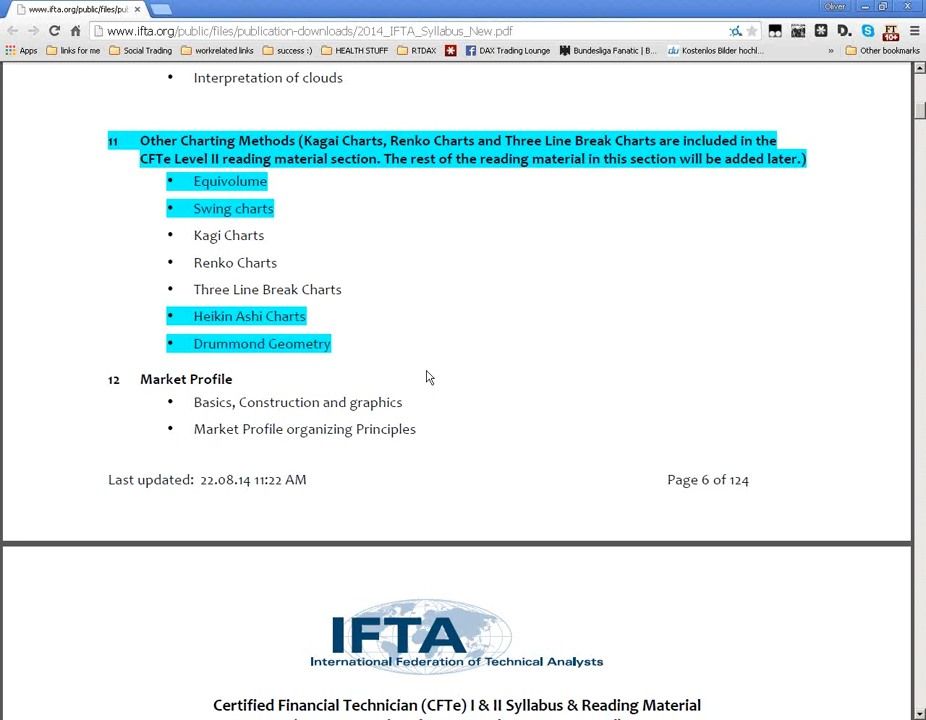 www.ifta.org/public/files/pub
Oliver
www.ifta.org/public/files/publication-downloads/2014_IFTA_Syllabus_New.pdf
Apps links for me Social Trading workrelated links success :) HEALTH STUFF RTDAX DAX Trading Lounge Bundesliga Fanatic | B... Kostenlos Bilder hochl... » Other bookmarks
• Interpretation of clouds
11 Other Charting Methods (Kagai Charts, Renko Charts and Three Line Break Charts are included in the
CFTe Level II reading material section. The rest of the reading material in this section will be added later.)
• Equivolume
• Swing charts
• Kagi Charts
• Renko Charts
• Three Line Break Charts
• Heikin Ashi Charts
• Drummond Geometry
12 Market Profile
• Basics, Construction and graphics
• Market Profile organizing Principles
Last updated: 22.08.14 11:22 AM Page 6 of 124
IFTA
International Federation of Technical Analysts
Certified Financial Technician (CFTe) I & II Syllabus & Reading Material